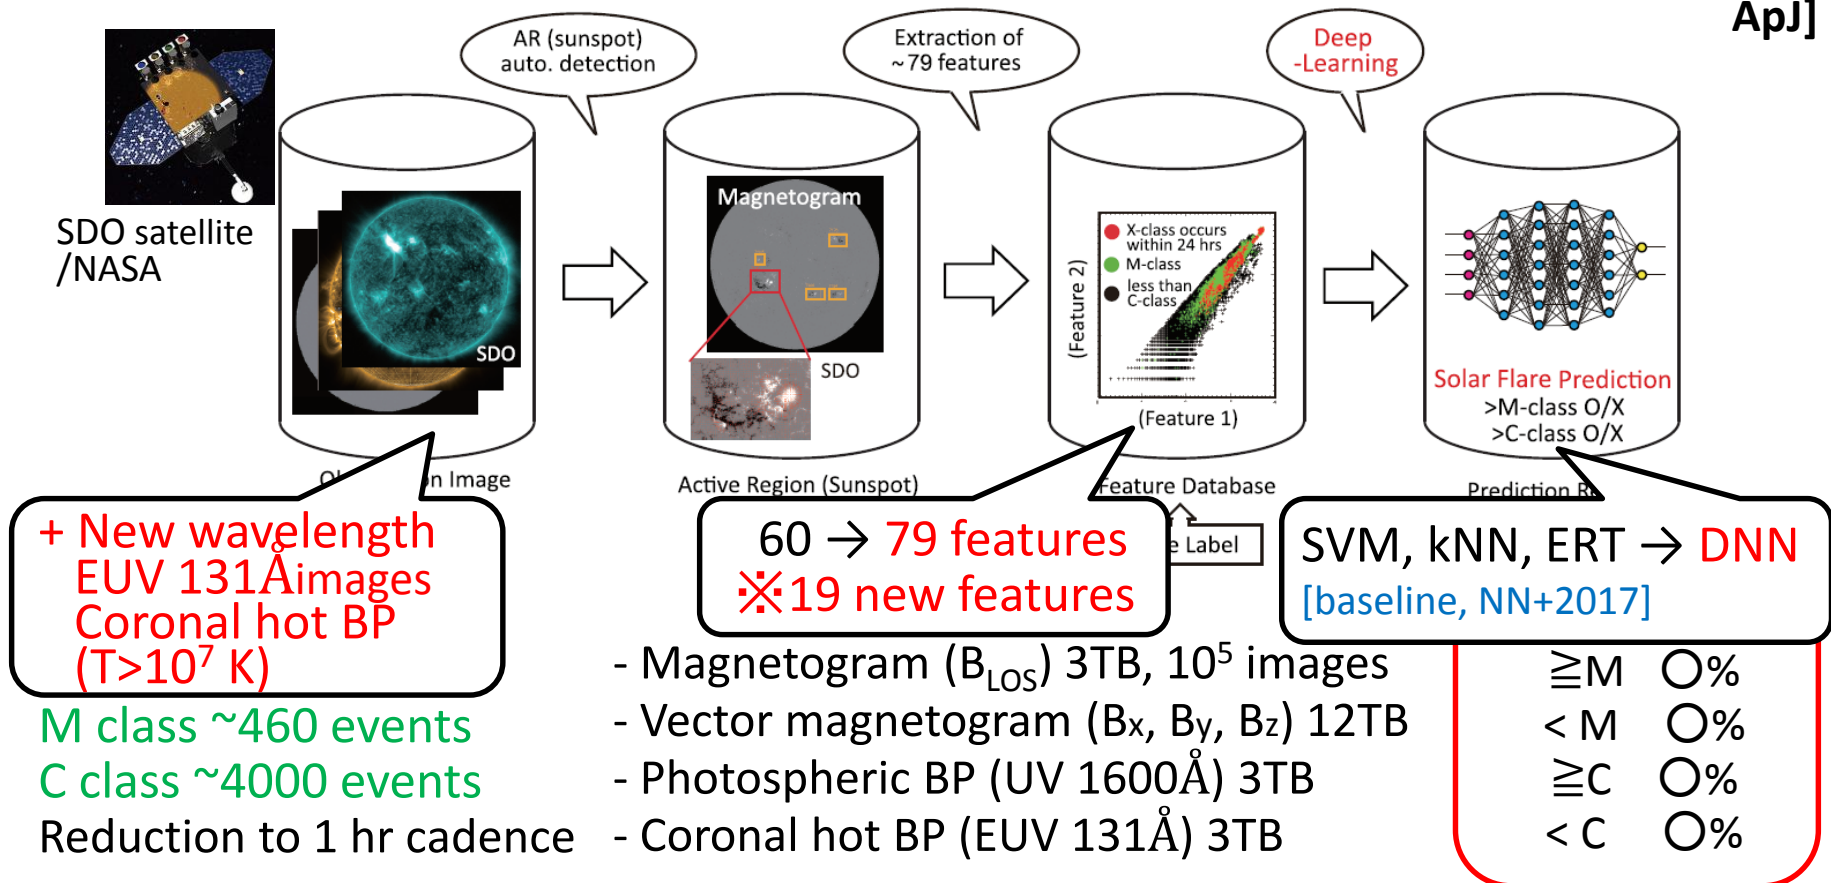 ApJ]
AR (sunspot)
auto. detection
Extraction of
~79 features
Deep
-Learning
SDO satellite
/NASA
SDO
Magnetogram
SDO
X-class occurs
within 24 hrs
M-class
less than
C-class
(Feature 2)
(Feature 1)
Solar Flare Prediction
>M-class O/X
>C-class O/X
on Image
Active Region (Sunspot)
Feature Database
Prediction
Label
+ New wavelength
EUV 131Åimages
Coronal hot BP
(T>10⁷ K)
60 → 79 features
※19 new features
SVM, kNN, ERT → DNN
[baseline, NN+2017]
M class ~460 events
C class ~4000 events
Reduction to 1 hr cadence
- Magnetogram (B_LOS) 3TB, 10⁵ images
- Vector magnetogram (Bx, By, Bz) 12TB
- Photospheric BP (UV 1600Å) 3TB
- Coronal hot BP (EUV 131Å) 3TB
≧M ○%
< M ○%
≧C ○%
< C ○%